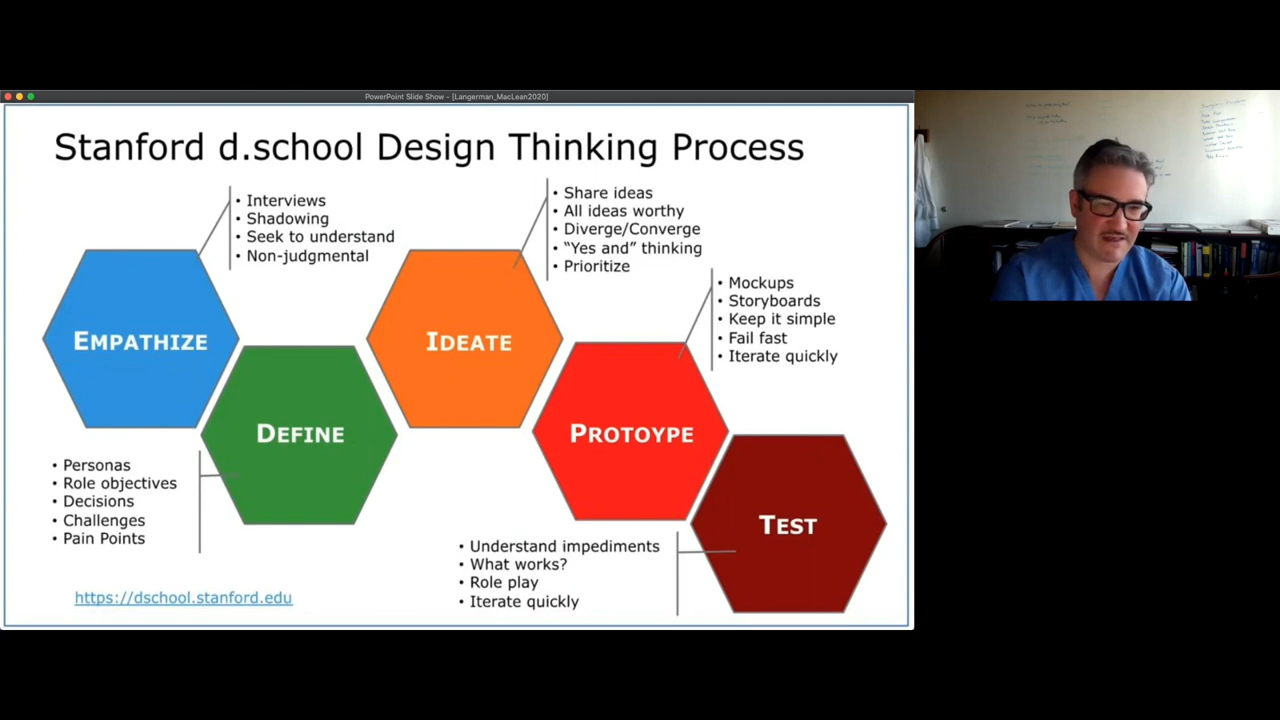 PowerPoint Slide Show - [Langerman_MacLean2020]
Stanford d.school Design Thinking Process
• Interviews
• Shadowing
• Seek to understand
• Non-judgmental
• Share ideas
• All ideas worthy
• Diverge/Converge
• “Yes and” thinking
• Prioritize
• Mockups
• Storyboards
• Keep it simple
• Fail fast
• Iterate quickly
EMPATHIZE
IDEATE
DEFINE
PROTOYPE
• Personas
• Role objectives
• Decisions
• Challenges
• Pain Points
TEST
• Understand impediments
• What works?
• Role play
• Iterate quickly
https://dschool.stanford.edu